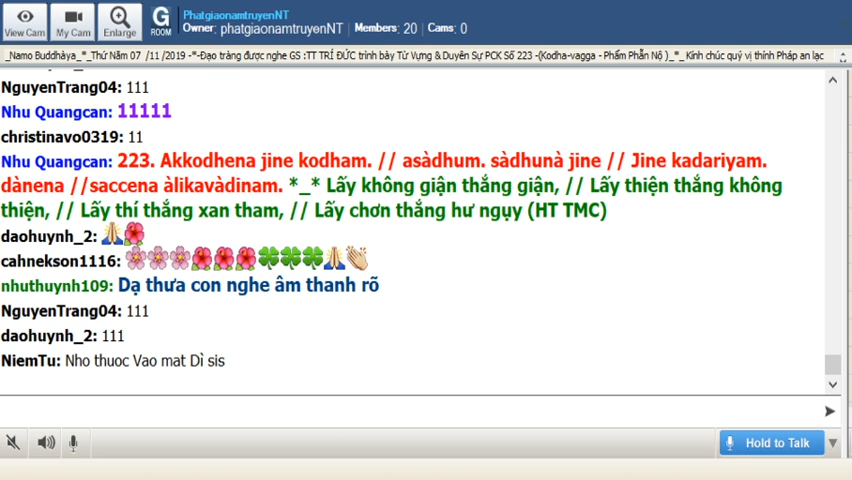 PhatgiaonamtruyenNT
Owner: phatgiaonamtruyenNT | Members: 20 | Cams: 0
View Cam
My Cam
Enlarge
G
ROOM
_Namo Buddhàya_*_Thứ Năm 07 /11 /2019 -*-Đạo tràng được nghe GS :TT TRÍ ĐỨC trình bày Từ Vựng & Duyên Sự PCK Số 223 -(Kodha-vagga - Phẩm Phẫn Nộ )_*_ Kính chúc quý vị thính Pháp an lạc
NguyenTrang04: 111
Nhu Quangcan: 11111
christinavo0319: 11
Nhu Quangcan: 223. Akkodhena jine kodham. // asàdhum. sàdhunà jine // Jine kadariyam.
dànena //saccena àlikavàdinam. *_* Lấy không giận thắng giận, // Lấy thiện thắng không
thiện, // Lấy thí thắng xan tham, // Lấy chơn thắng hư ngụy (HT TMC)
daohuynh_2:
cahnekson1116:
nhuthuynh109: Dạ thưa con nghe âm thanh rõ
NguyenTrang04: 111
daohuynh_2: 111
NiemTu: Nho thuoc Vao mat Dì sis
Hold to Talk